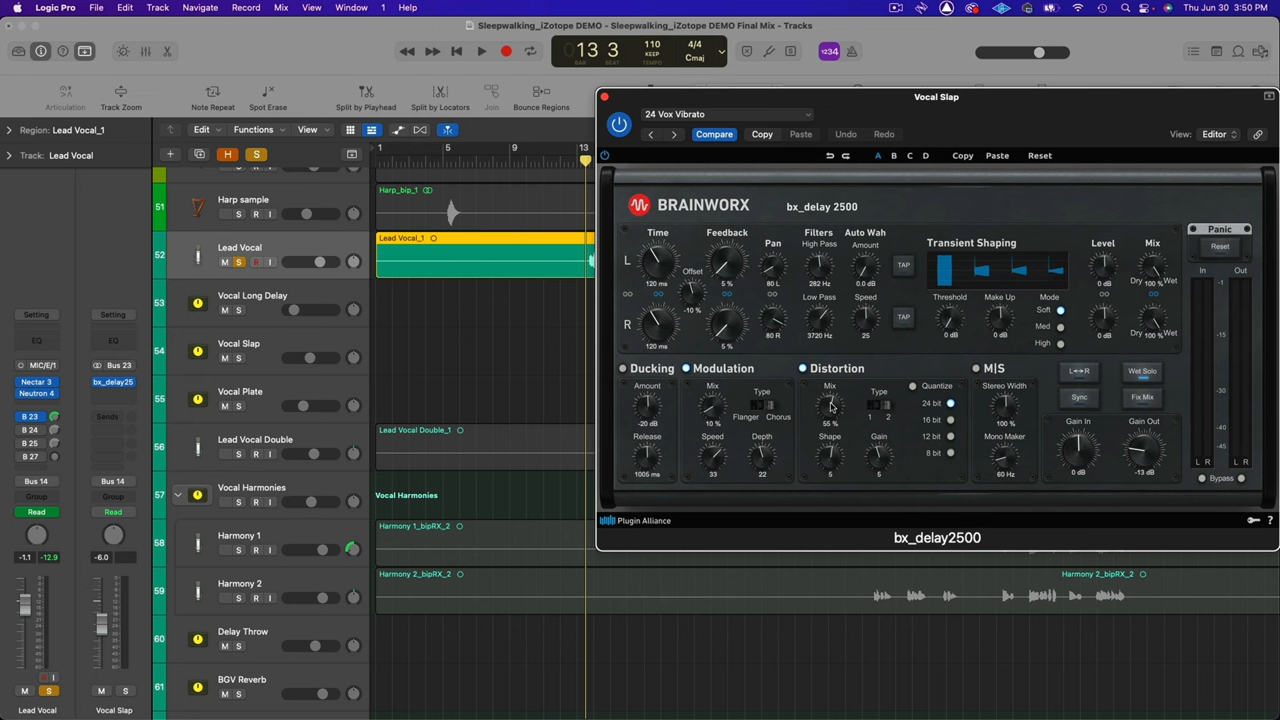 Logic Pro File Edit Track Navigate Record Mix View Window 1 Help Thu Jun 30 3:50 PM
Sleepwalking_iZotope DEMO - Sleepwalking_iZotope DEMO Final Mix - Tracks
13 3 110 4/4
BAR BEAT KEEP TEMPO Cmaj
1234
Articulation Track Zoom Note Repeat Spot Erase Split by Playhead Split by Locators Join Bounce Regions
Region: Lead Vocal_1
Track: Lead Vocal
Edit Functions View
H S
1 5 9 13
51 Harp sample
S R I
Harp_bip_1
52 Lead Vocal
M S R I
Lead Vocal_1
53 Vocal Long Delay
M S
54 Vocal Slap
M S
55 Vocal Plate
M S
56 Lead Vocal Double
M S R I
Lead Vocal Double_1
57 Vocal Harmonies
S R I
Vocal Harmonies
58 Harmony 1
S R I
Harmony 1_bipRX_2
59 Harmony 2
S R I
Harmony 2_bipRX_2
Harmony 2_bipRX_2
60 Delay Throw
M S
61 BGV Reverb
M S
Setting Setting
EQ EQ
MIC/E/1 Bus 23
Nectar 3 bx_delay25
Neutron 4
B 23 Sends
B 24
B 25
B 27
Bus 14 Bus 14
Group Group
Read Read
-1.1 -12.9 -6.0
R I
M S M S
Lead Vocal Vocal Slap
Vocal Slap
24 Vox Vibrato
Compare Copy Paste Undo Redo View: Editor
A B C D Copy Paste Reset
BRAINWORX bx_delay 2500
Panic
Reset
Time Feedback Pan Filters Auto Wah Transient Shaping Level Mix
High Pass Amount
L
120 ms 5 % 80 L 282 Hz 0.0 dB TAP 0 dB Dry Wet 100 %
Offset
-10 %
Low Pass Speed Threshold Make Up Mode
Soft
Med
High
R
120 ms 5 % 80 R 3720 Hz 25 TAP 0 dB 0 dB 0 dB Dry Wet 100 %
In Out
-1
-15
-30
-40
-45
L R L R
Bypass
Ducking Modulation Distortion M|S
Amount Mix Type Mix Type Quantize Stereo Width
-20 dB 10 % Flanger Chorus 55 % 1 2 100 %
24 bit
16 bit
12 bit
8 bit
Release Speed Depth Shape Gain Mono Maker
1005 ms 33 22 5 5 60 Hz
L↔R Wet Solo
Sync Fix Mix
Gain In Gain Out
0 dB -13 dB
Plugin Alliance ?
bx_delay2500